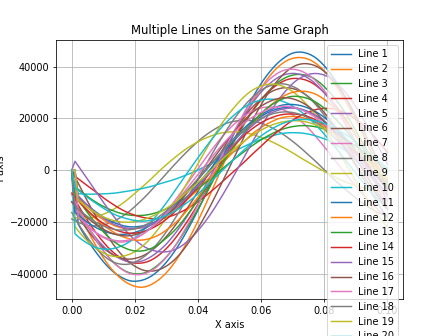 Multiple Lines on the Same Graph
40000
20000
0
−20000
−40000
0.00
0.02
0.04
0.06
X axis
Line 1
Line 2
Line 3
Line 4
Line 5
Line 6
Line 7
Line 8
Line 9
Line 10
Line 11
Line 12
Line 13
Line 14
Line 15
Line 16
Line 17
Line 18
Line 19